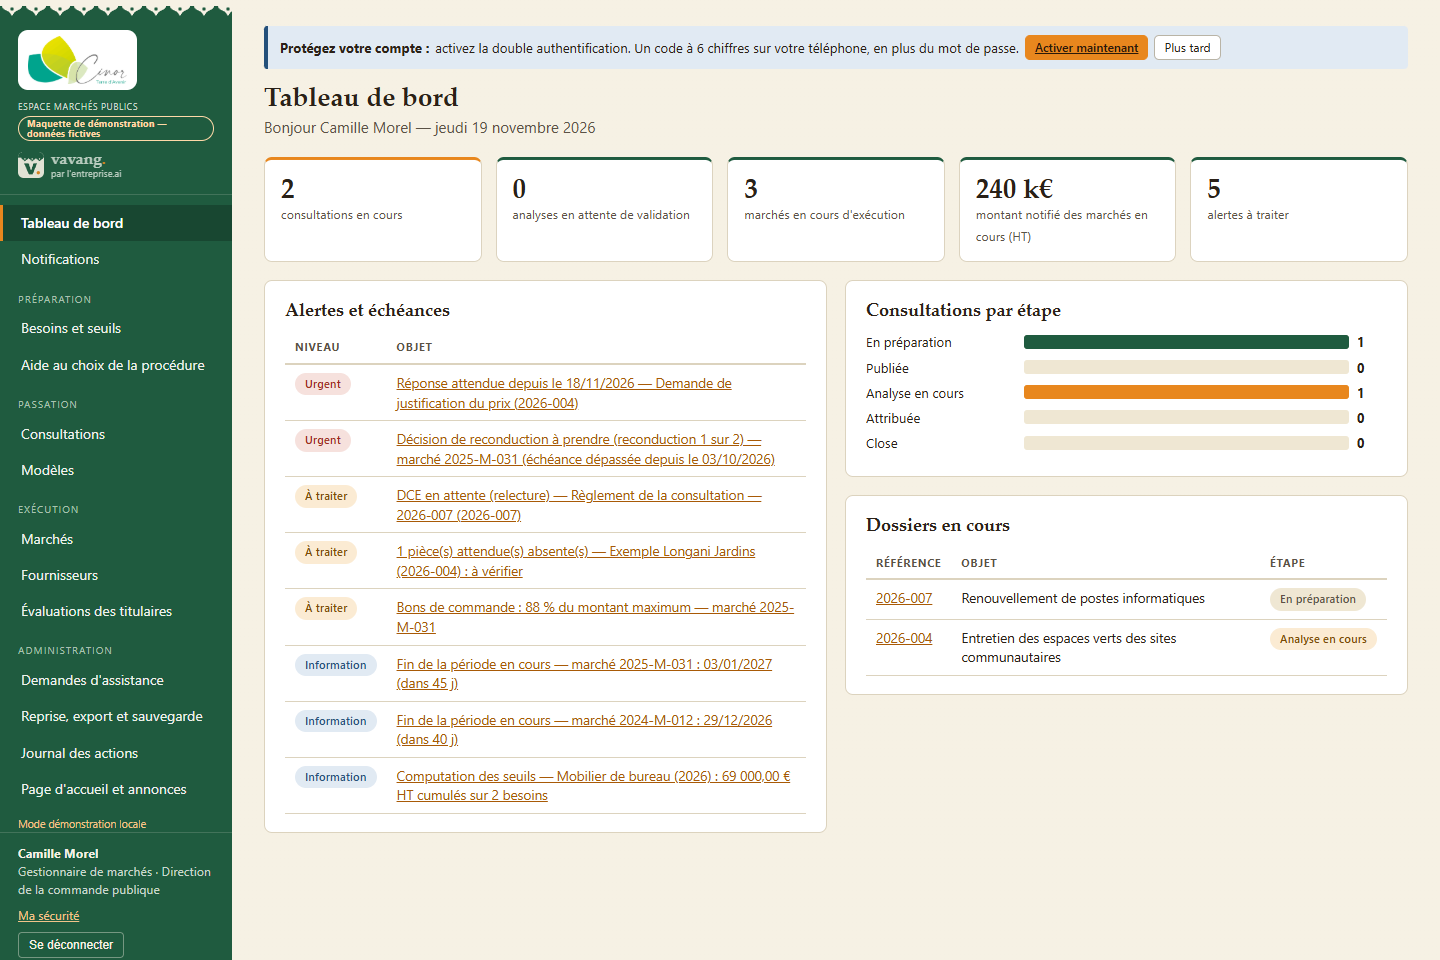 Cinor
Terre d'Avenir
ESPACE MARCHÉS PUBLICS
Maquette de démonstration —
données fictives
v. vavang.
par l'entreprise.ai
Tableau de bord
Notifications
PRÉPARATION
Besoins et seuils
Aide au choix de la procédure
PASSATION
Consultations
Modèles
EXÉCUTION
Marchés
Fournisseurs
Évaluations des titulaires
ADMINISTRATION
Demandes d'assistance
Reprise, export et sauvegarde
Journal des actions
Page d'accueil et annonces
Mode démonstration locale
Camille Morel
Gestionnaire de marchés · Direction
de la commande publique
Ma sécurité
Se déconnecter
Protégez votre compte : activez la double authentification. Un code à 6 chiffres sur votre téléphone, en plus du mot de passe. Activer maintenant Plus tard
Tableau de bord
Bonjour Camille Morel — jeudi 19 novembre 2026
2
consultations en cours
0
analyses en attente de validation
3
marchés en cours d'exécution
240 k€
montant notifié des marchés en
cours (HT)
5
alertes à traiter
Alertes et échéances
NIVEAU OBJET
Urgent Réponse attendue depuis le 18/11/2026 — Demande de
justification du prix (2026-004)
Urgent Décision de reconduction à prendre (reconduction 1 sur 2) —
marché 2025-M-031 (échéance dépassée depuis le 03/10/2026)
À traiter DCE en attente (relecture) — Règlement de la consultation —
2026-007 (2026-007)
À traiter 1 pièce(s) attendue(s) absente(s) — Exemple Longani Jardins
(2026-004) : à vérifier
À traiter Bons de commande : 88 % du montant maximum — marché 2025-
M-031
Information Fin de la période en cours — marché 2025-M-031 : 03/01/2027
(dans 45 j)
Information Fin de la période en cours — marché 2024-M-012 : 29/12/2026
(dans 40 j)
Information Computation des seuils — Mobilier de bureau (2026) : 69 000,00 €
HT cumulés sur 2 besoins
Consultations par étape
En préparation 1
Publiée 0
Analyse en cours 1
Attribuée 0
Close 0
Dossiers en cours
RÉFÉRENCE OBJET ÉTAPE
2026-007 Renouvellement de postes informatiques En préparation
2026-004 Entretien des espaces verts des sites Analyse en cours
communautaires